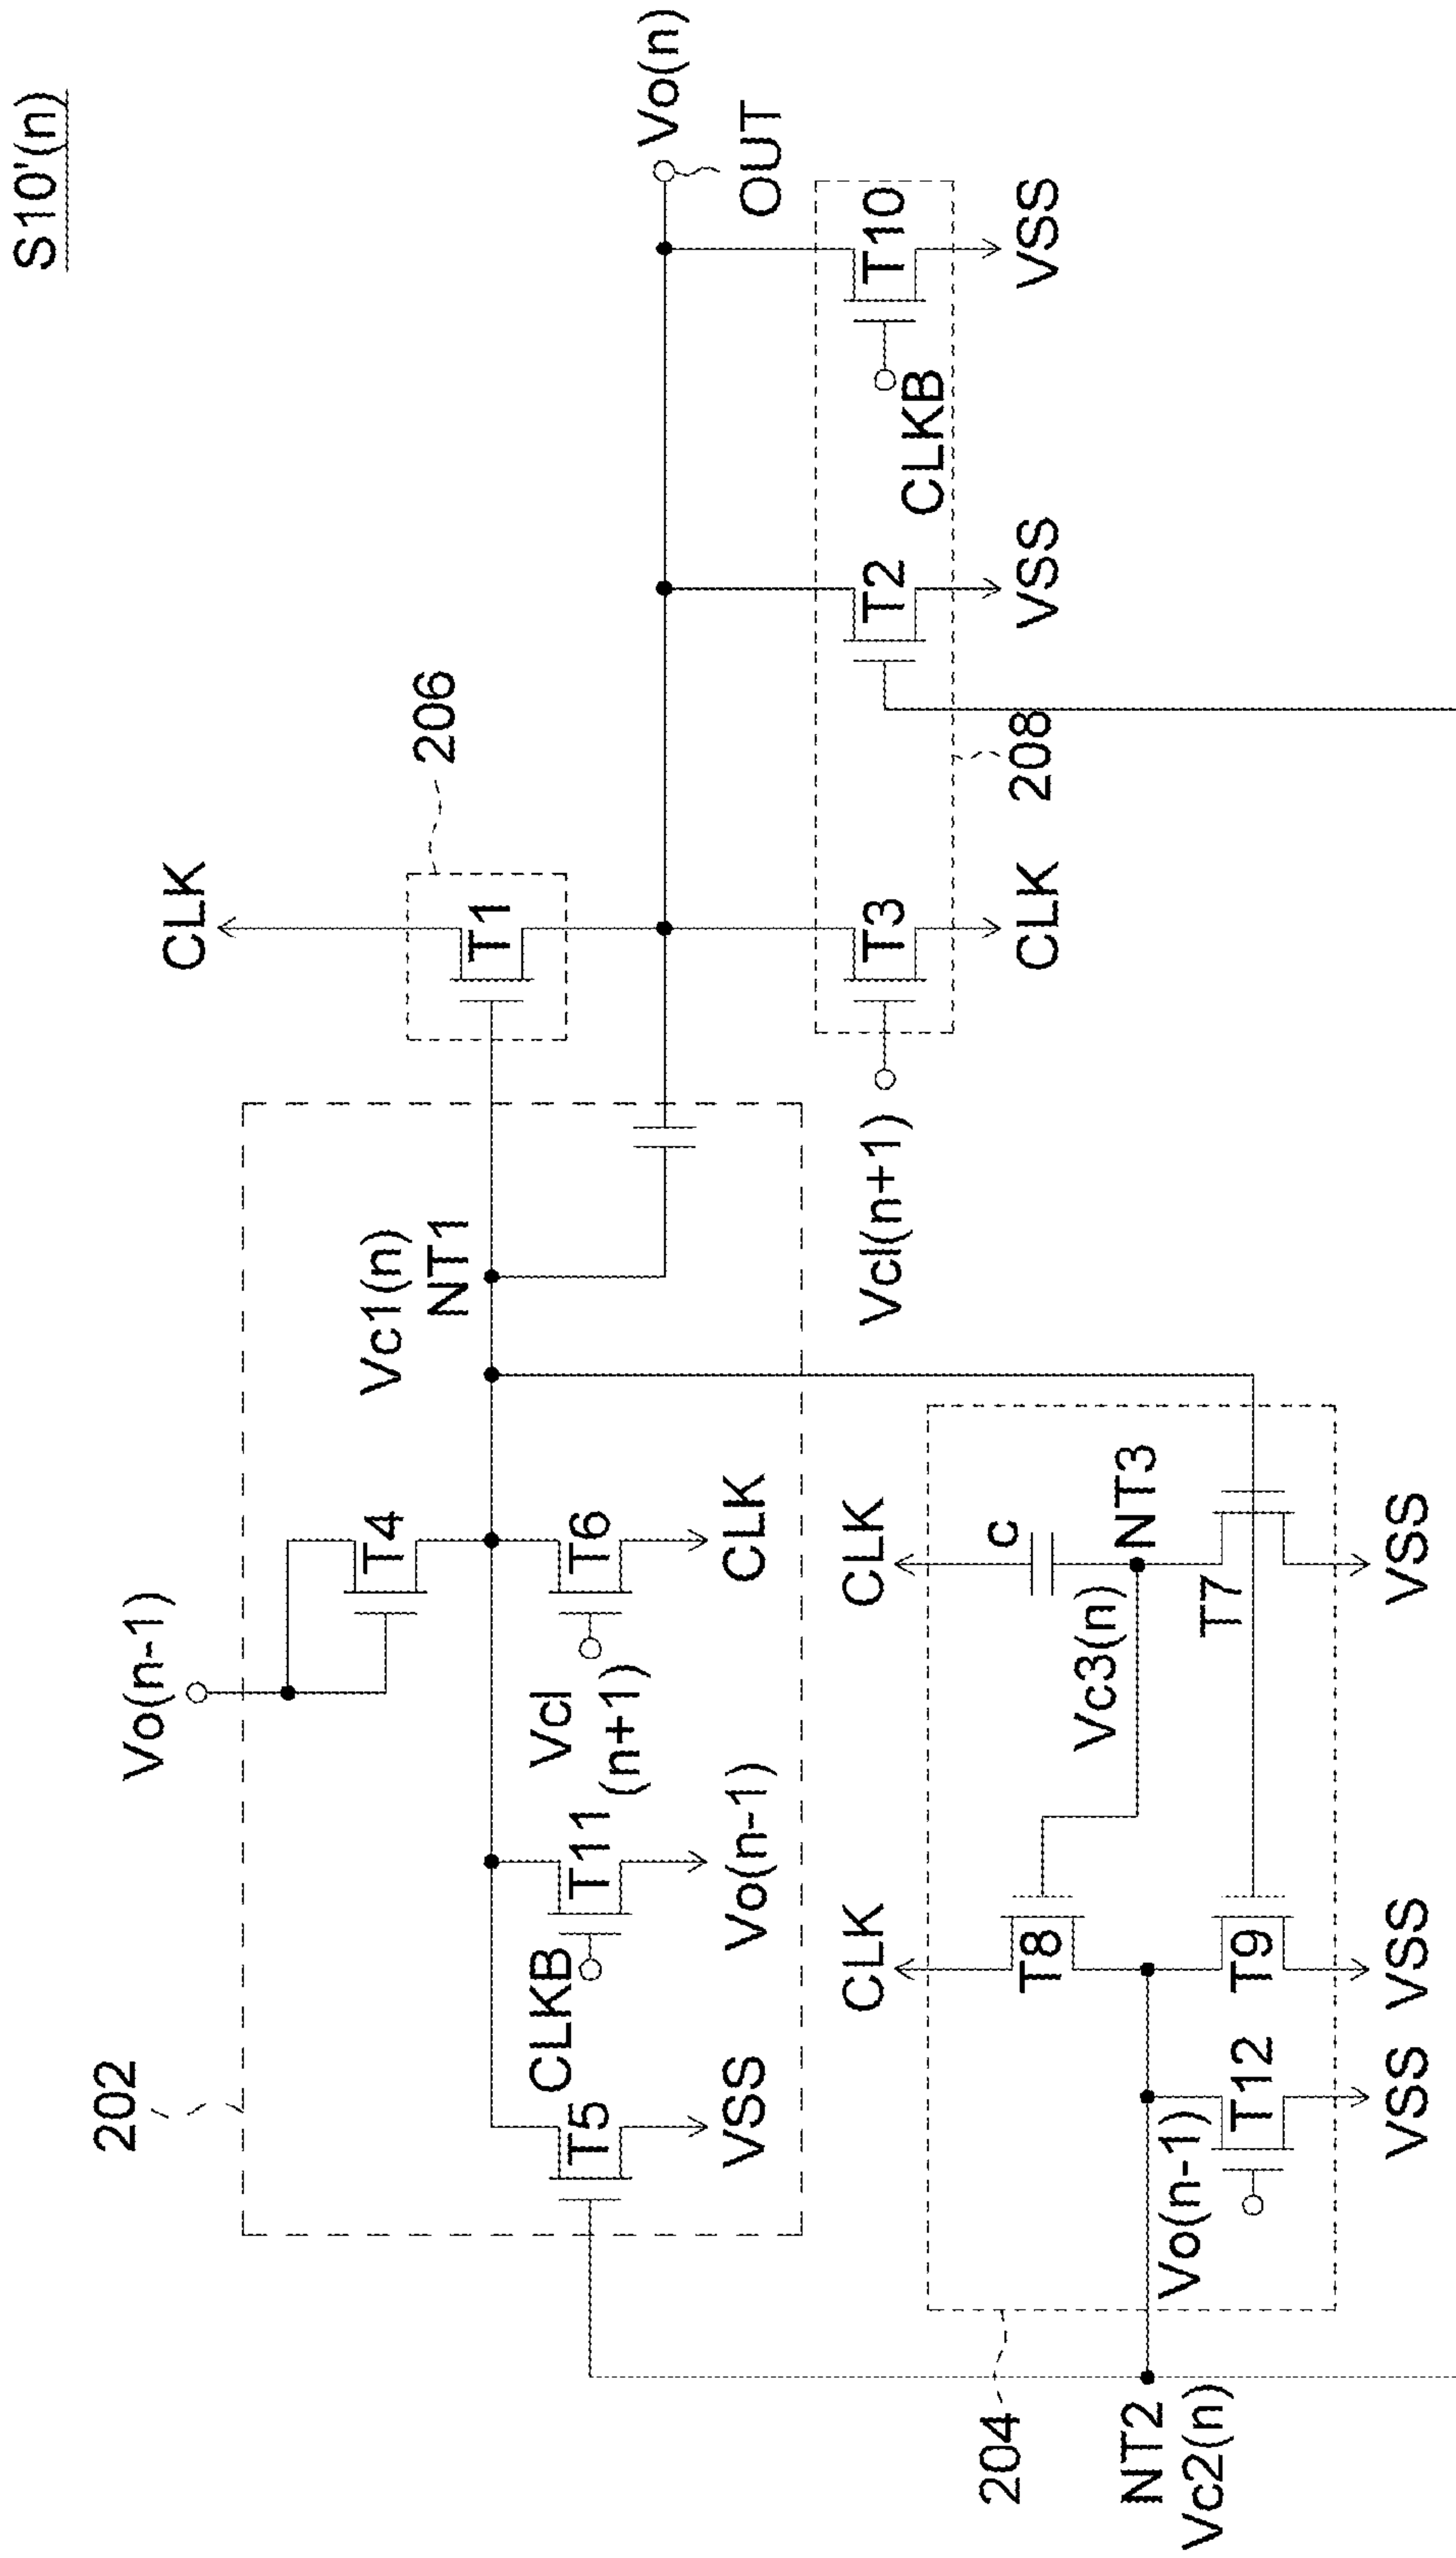 S10'(n)
CLK
206
T1
Vo(n-1)
202
T4
Vc1(n)
NT1
Vo(n)
OUT
T5
VSS
CLKB
T11
Vo(n-1)
Vcl
(n+1)
T6
CLK
Vcl(n+1)
T3
CLK
208
T2
VSS
CLKB
T10
VSS
204
NT2
Vc2(n)
CLK
T8
Vc3(n)
CLK
c
NT3
Vo(n-1)
T12
VSS
T9
VSS
T7
VSS